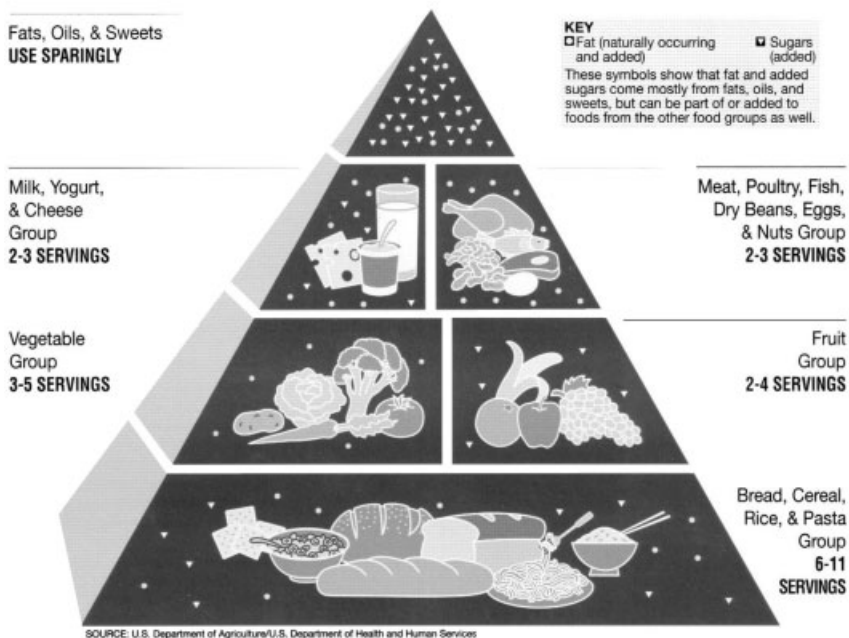 Fats, Oils, & Sweets
USE SPARINGLY
KEY
Fat (naturally occurring and added)
Sugars (added)
These symbols show that fat and added
sugars come mostly from fats, oils, and
sweets, but can be part of or added to
foods from the other food groups as well.
Milk, Yogurt,
& Cheese
Group
2-3 SERVINGS
Meat, Poultry, Fish,
Dry Beans, Eggs,
& Nuts Group
2-3 SERVINGS
Vegetable
Group
3-5 SERVINGS
Fruit
Group
2-4 SERVINGS
Bread, Cereal,
Rice, & Pasta
Group
6-11
SERVINGS
SOURCE: U.S. Department of Agriculture/U.S. Department of Health and Human Services